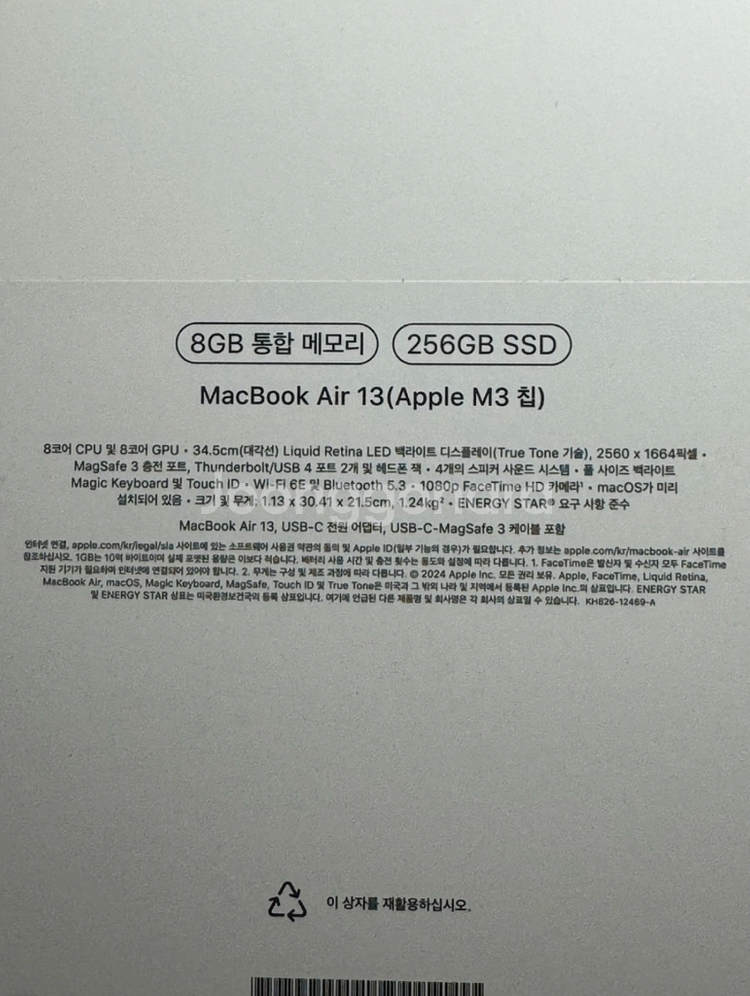 8GB 통합 메모리 256GB SSD
MacBook Air 13(Apple M3 칩)
8코어 CPU 및 8코어 GPU • 34.5cm(대각선) Liquid Retina LED 백라이트 디스플레이(True Tone 기술), 2560 x 1664픽셀 •
MagSafe 3 충전 포트, Thunderbolt/USB 4 포트 2개 및 헤드폰 잭 • 4개의 스피커 사운드 시스템 • 풀 사이즈 백라이트
Magic Keyboard 및 Touch ID • Wi-Fi 6E 및 Bluetooth 5.3 • 1080p FaceTime HD 카메라¹ • macOS가 미리
설치되어 있음 • 크기 및 무게: 1.13 x 30.41 x 21.5cm, 1.24kg² • ENERGY STAR® 요구 사항 준수
MacBook Air 13, USB-C 전원 어댑터, USB-C-MagSafe 3 케이블 포함
인터넷 연결, apple.com/kr/legal/sla 사이트에 있는 소프트웨어 사용권 약관의 동의 및 Apple ID(일부 기능의 경우)가 필요합니다. 추가 정보는 apple.com/kr/macbook-air 사이트를
참조하십시오. 1GB는 10억 바이트이며 실제 포맷된 용량은 이보다 적습니다. 배터리 사용 시간 및 충전 횟수는 용도와 설정에 따라 다릅니다. 1. FaceTime은 발신자 및 수신자 모두 FaceTime
지원 기기가 필요하며 인터넷에 연결되어 있어야 합니다. 2. 무게는 구성 및 제조 과정에 따라 다릅니다. © 2024 Apple Inc. 모든 권리 보유. Apple, FaceTime, Liquid Retina,
MacBook Air, macOS, Magic Keyboard, MagSafe, Touch ID 및 True Tone은 미국과 그 밖의 나라 및 지역에서 등록된 Apple Inc.의 상표입니다. ENERGY STAR
및 ENERGY STAR 상표는 미국환경보건국의 등록 상표입니다. 여기에 언급된 다른 제품명 및 회사명은 각 회사의 상표일 수 있습니다. KH826-12469-A
이 상자를 재활용하십시오.